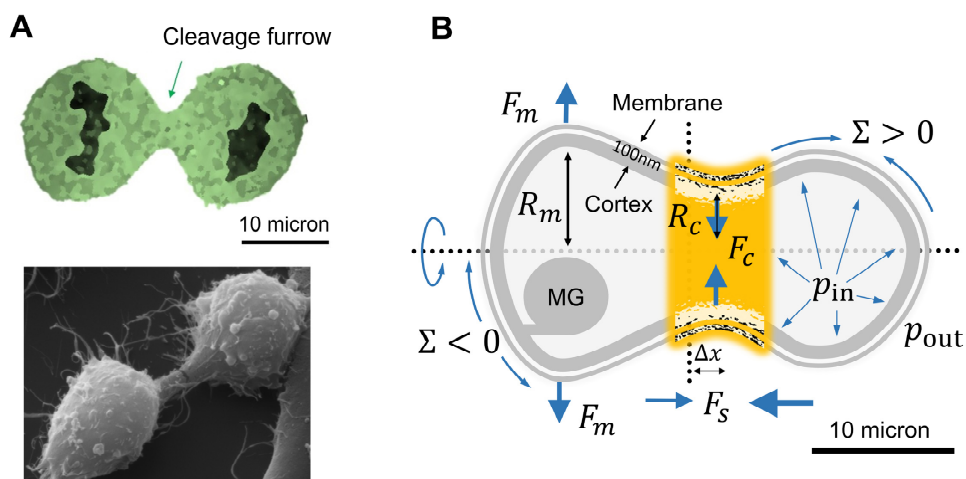 A
Cleavage furrow
10 micron
B
F_m
Membrane
100nm
Cortex
Σ > 0
R_m
R_c
F_c
MG
p_in
p_out
Σ < 0
Δx
F_m
F_s
10 micron